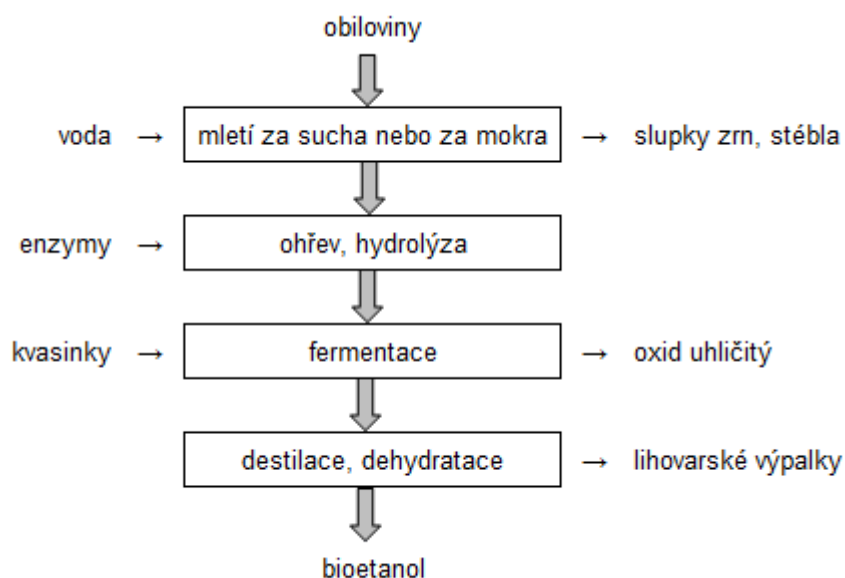 obiloviny
voda → mletí za sucha nebo za mokra → slupky zrn, stébla
enzymy → ohřev, hydrolýza
kvasinky → fermentace → oxid uhličitý
destilace, dehydratace → lihovarské výpalky
bioetanol